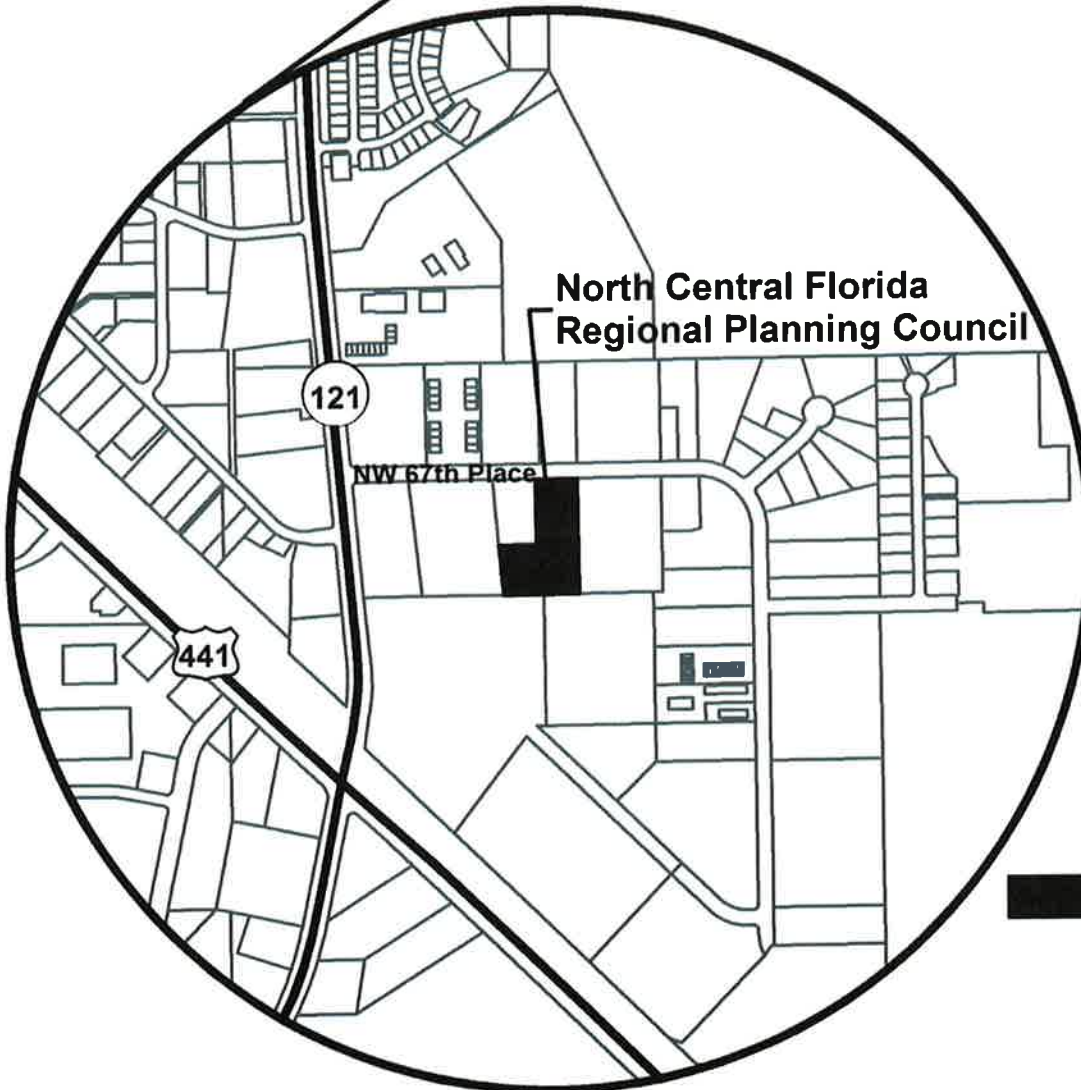 North Central Florida
Regional Planning Council
121
NW 67th Place
441